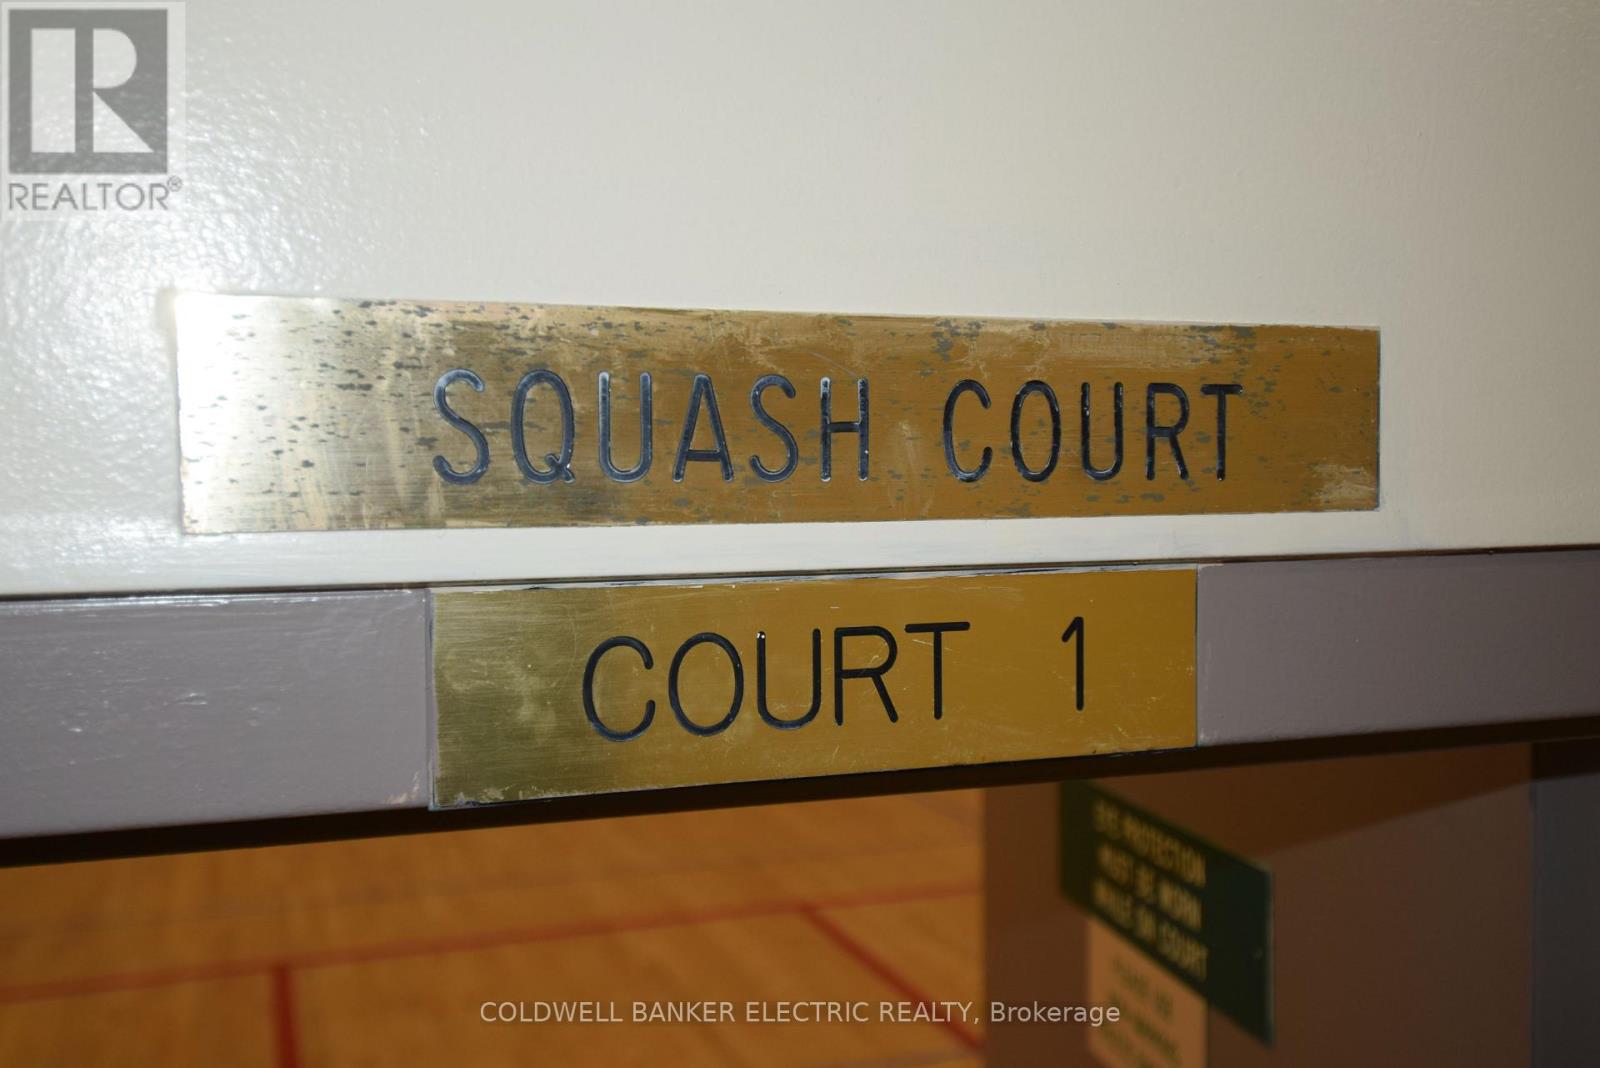 REALTOR®
SQUASH COURT
COURT 1
EYE PROTECTION
MUST BE WORN
WHILE ON COURT
COLDWELL BANKER ELECTRIC REALTY, Brokerage